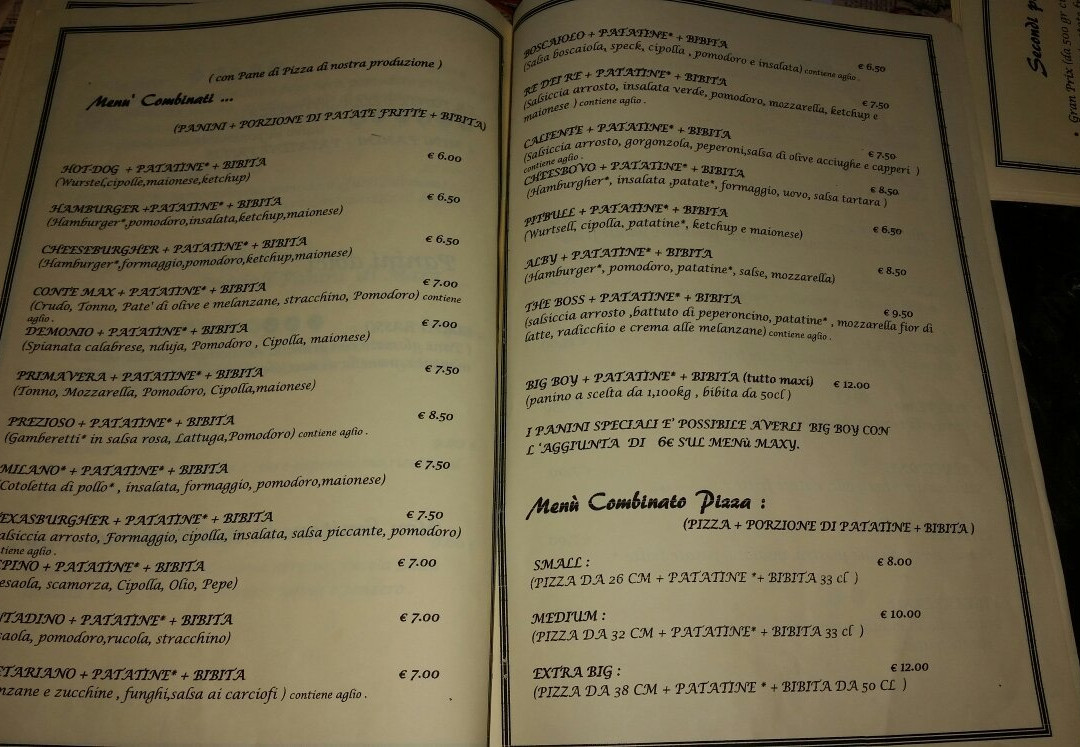 ( con Pane di Pizza di nostra produzione )
Menu' Combinati ...
(PANINI + PORZIONE DI PATATE FRITTE + BIBITA)
HOT-DOG + PATATINE* + BIBITA € 6.00
(Wurstel,cipolle,maionese,ketchup)
HAMBURGER +PATATINE* + BIBITA € 6.50
(Hamburger*,pomodoro,insalata,ketchup,maionese)
CHEESEBURGHER + PATATINE* + BIBITA € 6.50
(Hamburger*,formaggio,pomodoro,ketchup,maionese)
CONTE MAX + PATATINE* + BIBITA € 7.00
(Crudo, Tonno, Pate' di olive e melanzane, stracchino, Pomodoro) contiene
aglio .
DEMONIO + PATATINE* + BIBITA € 7.00
(Spianata calabrese, nduja, Pomodoro , Cipolla, maionese)
PRIMAVERA + PATATINE* + BIBITA € 7.50
(Tonno, Mozzarella, Pomodoro, Cipolla,maionese)
PREZIOSO + PATATINE* + BIBITA € 8.50
(Gamberetti* in salsa rosa, Lattuga,Pomodoro) contiene aglio .
MILANO* + PATATINE* + BIBITA € 7.50
Cotoletta di pollo* , insalata, formaggio, pomodoro,maionese)
EXASBURGHER + PATATINE* + BIBITA € 7.50
alsiccia arrosto, Formaggio, cipolla, insalata, salsa piccante, pomodoro)
tiene aglio .
PINO + PATATINE* + BIBITA € 7.00
esaola, scamorza, Cipolla, Olio, Pepe)
TADINO + PATATINE* + BIBITA € 7.00
saola, pomodoro,rucola, stracchino)
ETARIANO + PATATINE* + BIBITA € 7.00
nzane e zucchine , funghi,salsa ai carciofi ) contiene aglio .
BOSCAIOLO + PATATINE* + BIBITA € 6.50
(Salsa boscaiola, speck, cipolla , pomodoro e insalata) contiene aglio .
RE DEI RE + PATATINE* + BIBITA € 7.50
(Salsiccia arrosto, insalata verde, pomodoro, mozzarella, ketchup e
maionese ) contiene aglio .
CALIENTE + PATATINE* + BIBITA € 7.50
(Salsiccia arrosto, gorgonzola, peperoni,salsa di olive acciughe e capperi )
contiene aglio .
CHEESBOVO + PATATINE* + BIBITA € 8.50
(Hamburgher*, insalata ,patate*, formaggio, uovo, salsa tartara )
PITBULL + PATATINE* + BIBITA € 6.50
(Wurtsell, cipolla, patatine*, ketchup e maionese)
ALBY + PATATINE* + BIBITA € 8.50
(Hamburger*, pomodoro, patatine*, salse, mozzarella)
THE BOSS + PATATINE* + BIBITA € 9.50
(salsiccia arrosto ,battuto di peperoncino, patatine* , mozzarella fior di
latte, radicchio e crema alle melanzane) contiene aglio .
BIG BOY + PATATINE* + BIBITA (tutto maxi) € 12.00
(panino a scelta da 1,100kg , bibita da 50cl )
I PANINI SPECIALI E' POSSIBILE AVERLI BIG BOY CON
L 'AGGIUNTA DI 6€ SUL MENù MAXY.
Menù Combinato Pizza :
(PIZZA + PORZIONE DI PATATINE + BIBITA )
SMALL : € 8.00
(PIZZA DA 26 CM + PATATINE *+ BIBITA 33 cl )
MEDIUM : € 10.00
(PIZZA DA 32 CM + PATATINE* + BIBITA 33 cl )
EXTRA BIG : € 12.00
(PIZZA DA 38 CM + PATATINE * + BIBITA DA 50 CL )
Secondi
• Gran Prix (da 500 gr